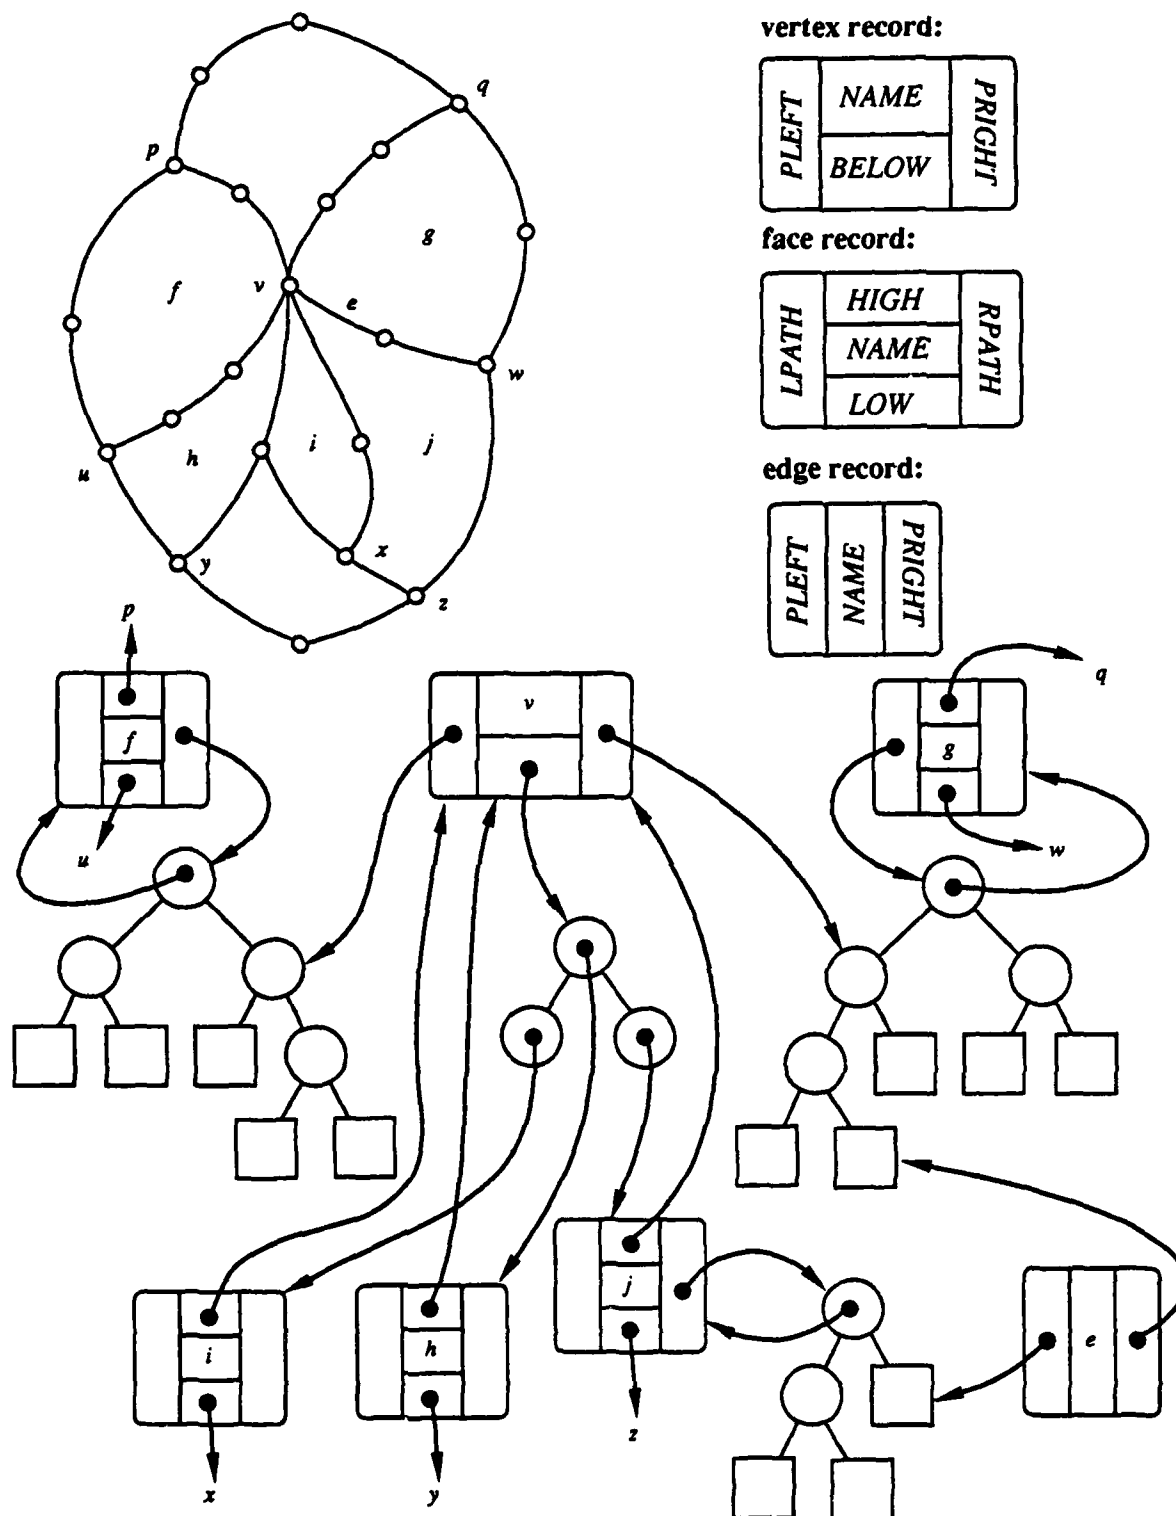 vertex record:
PLEFT
NAME
BELOW
PRIGHT
face record:
LPATH
HIGH
NAME
LOW
RPATH
edge record:
PLEFT
NAME
PRIGHT
q
p
g
f
v
e
w
u
h
i
j
y
x
z
p
f
u
v
q
g
w
i
x
h
y
j
z
e